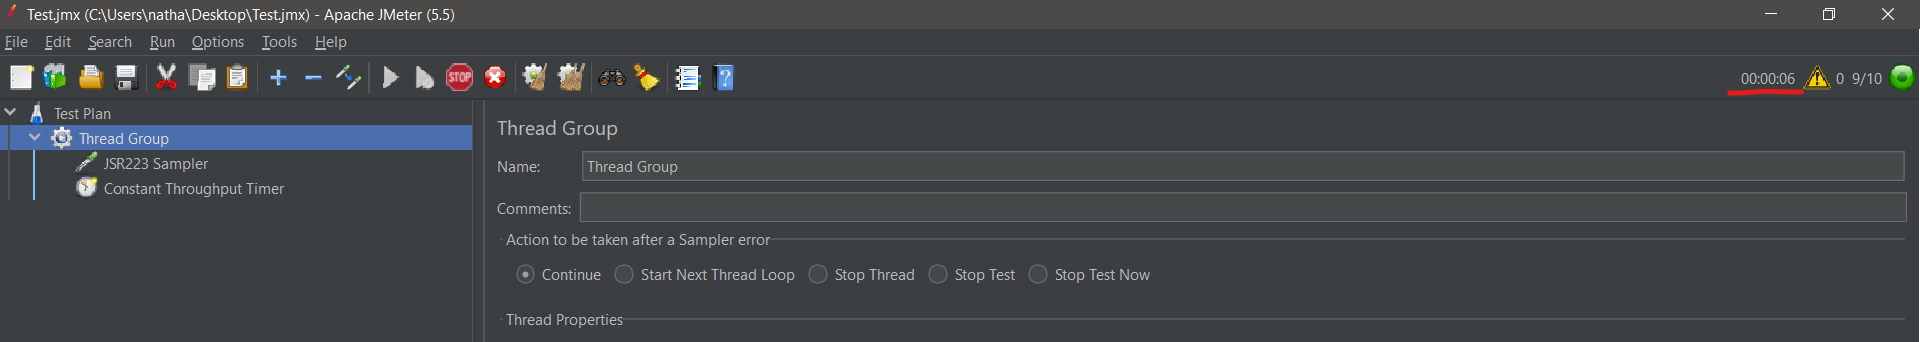 Test.jmx (C:\Users\natha\Desktop\Test.jmx) - Apache JMeter (5.5)
File Edit Search Run Options Tools Help
STOP
00:00:06 0 9/10
Test Plan
Thread Group
JSR223 Sampler
Constant Throughput Timer
Thread Group
Name: Thread Group
Comments:
Action to be taken after a Sampler error
Continue Start Next Thread Loop Stop Thread Stop Test Stop Test Now
Thread Properties